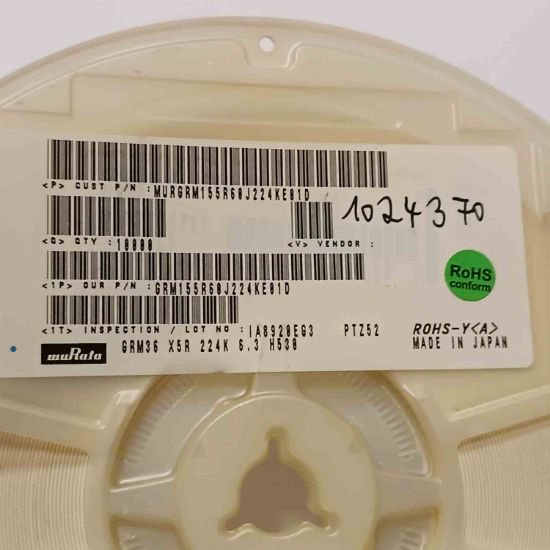 <P> CUST P/N :MURGRM155R60J224KE01D
1024370
<Q> QTY :10000
<V> VENDOR :
RoHS
conform
<1P> OUR P/N :GRM155R60J224KE01D
<1T> INSPECTION / LOT NO :IA8920EG3 PTZ52
ROHS-Y<A>
muRata GRM36 X5R 224K 6.3 H530
MADE IN JAPAN